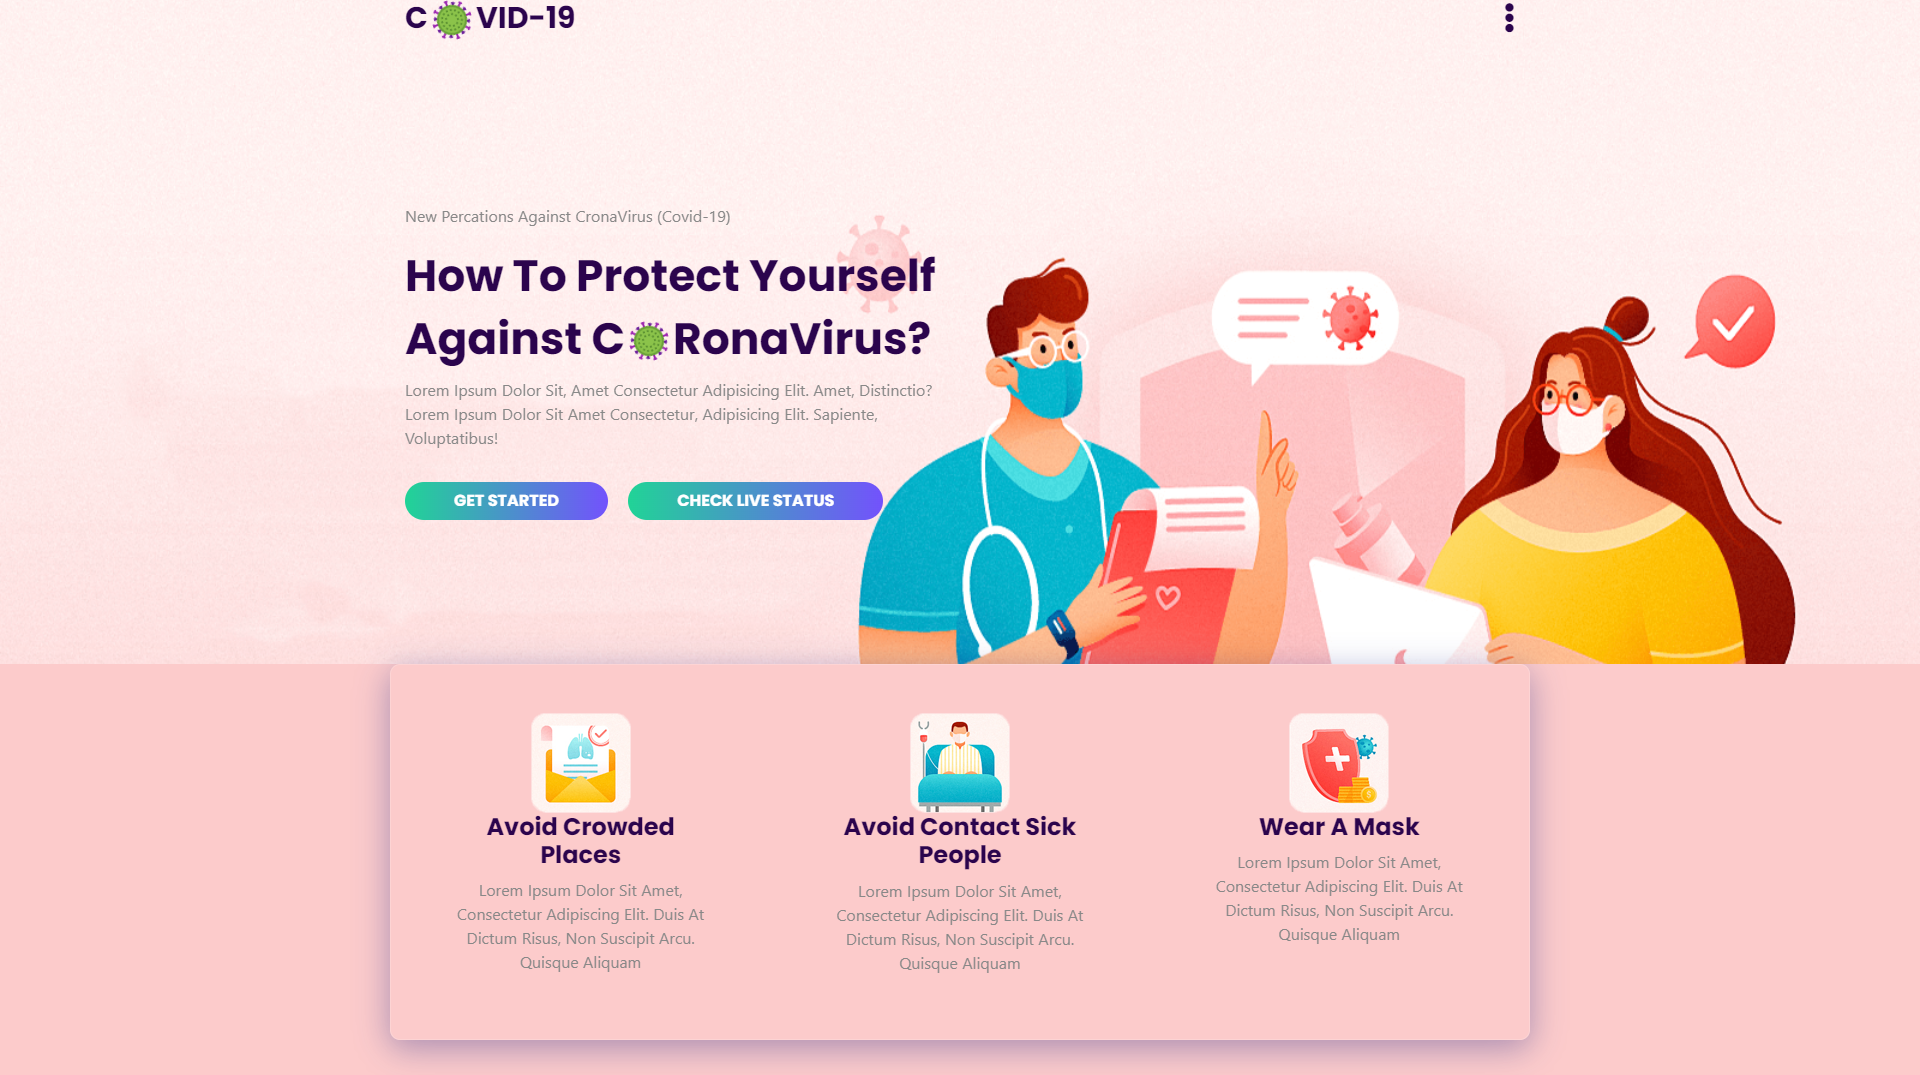 C VID-19
New Percations Against CronaVirus (Covid-19)
How To Protect Yourself
Against C RonaVirus?
Lorem Ipsum Dolor Sit, Amet Consectetur Adipisicing Elit. Amet, Distinctio?
Lorem Ipsum Dolor Sit Amet Consectetur, Adipisicing Elit. Sapiente,
Voluptatibus!
GET STARTED
CHECK LIVE STATUS
Avoid Crowded
Places
Lorem Ipsum Dolor Sit Amet,
Consectetur Adipiscing Elit. Duis At
Dictum Risus, Non Suscipit Arcu.
Quisque Aliquam
Avoid Contact Sick
People
Lorem Ipsum Dolor Sit Amet,
Consectetur Adipiscing Elit. Duis At
Dictum Risus, Non Suscipit Arcu.
Quisque Aliquam
Wear A Mask
Lorem Ipsum Dolor Sit Amet,
Consectetur Adipiscing Elit. Duis At
Dictum Risus, Non Suscipit Arcu.
Quisque Aliquam